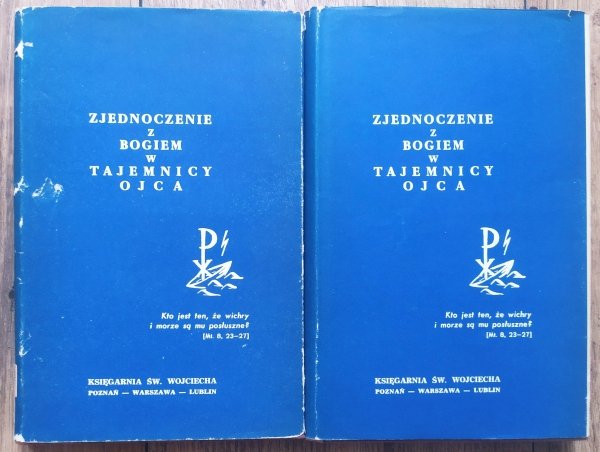 ZJEDNOCZENIE
Z
BOGIEM
W
TAJEMNICY
OJCA
Kto jest ten, że wichry
i morze są mu posłuszne?
[Mt. 8, 23—27]
KSIĘGARNIA ŚW. WOJCIECHA
POZNAŃ — WARSZAWA — LUBLIN
ZJEDNOCZENIE
Z
BOGIEM
W
TAJEMNICY
OJCA
Kto jest ten, że wichry
i morze są mu posłuszne?
[Mt. 8, 23—27]
KSIĘGARNIA ŚW. WOJCIECHA
POZNAŃ — WARSZAWA — LUBLIN